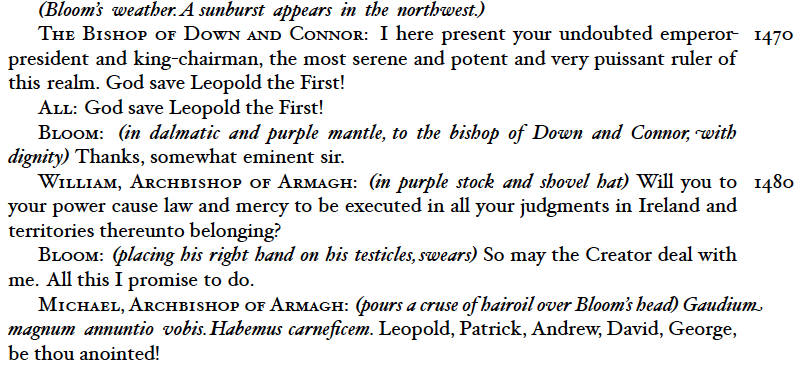 (Bloom's weather. A sunburst appears in the northwest.)
THE BISHOP OF DOWN AND CONNOR: I here present your undoubted emperor- 1470
president and king-chairman, the most serene and potent and very puissant ruler of
this realm. God save Leopold the First!
ALL: God save Leopold the First!
BLOOM: (in dalmatic and purple mantle, to the bishop of Down and Connor, with
dignity) Thanks, somewhat eminent sir.
WILLIAM, ARCHBISHOP OF ARMAGH: (in purple stock and shovel hat) Will you to 1480
your power cause law and mercy to be executed in all your judgments in Ireland and
territories thereunto belonging?
BLOOM: (placing his right hand on his testicles, swears) So may the Creator deal with
me. All this I promise to do.
MICHAEL, ARCHBISHOP OF ARMAGH: (pours a cruse of hairoil over Bloom's head) Gaudium
magnum annuntio vobis. Habemus carneficem. Leopold, Patrick, Andrew, David, George,
be thou anointed!